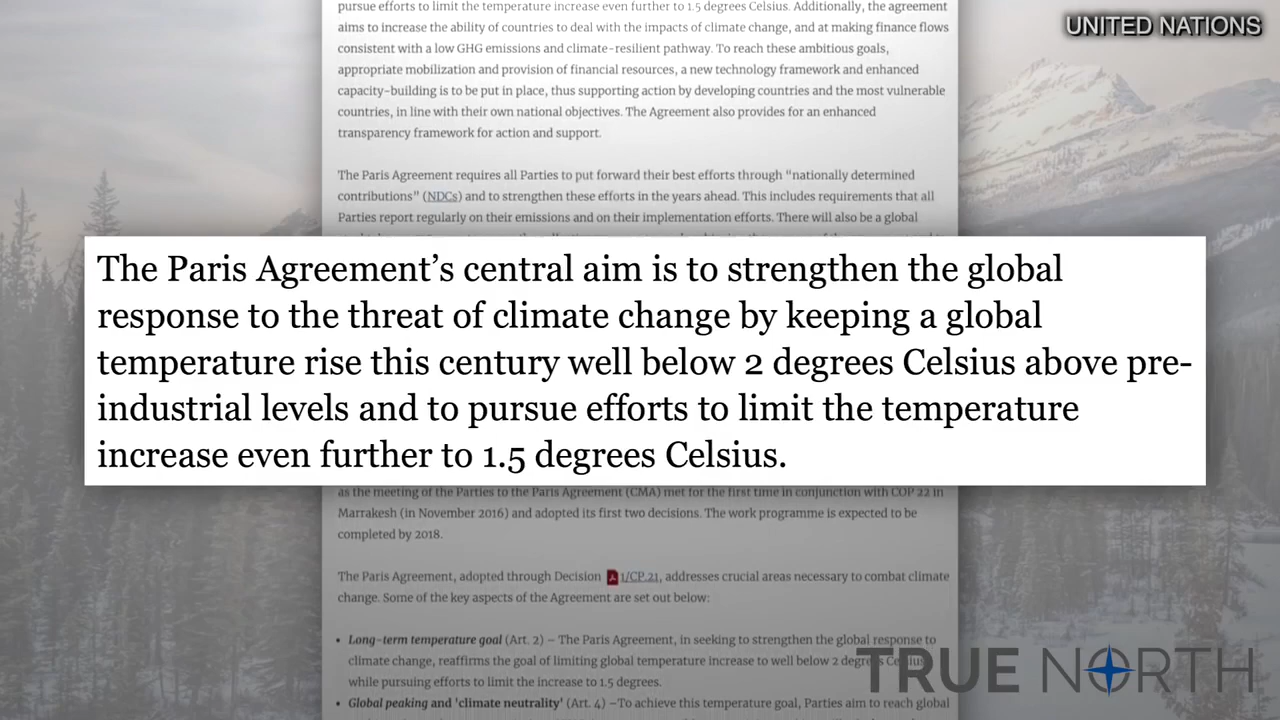 UNITED NATIONS
pursue efforts to limit the temperature increase even further to 1.5 degrees Celsius. Additionally, the agreement
aims to increase the ability of countries to deal with the impacts of climate change, and at making finance flows
consistent with a low GHG emissions and climate-resilient pathway. To reach these ambitious goals,
appropriate mobilization and provision of financial resources, a new technology framework and enhanced
capacity-building is to be put in place, thus supporting action by developing countries and the most vulnerable
countries, in line with their own national objectives. The Agreement also provides for an enhanced
transparency framework for action and support.
The Paris Agreement requires all Parties to put forward their best efforts through “nationally determined
contributions” (NDCs) and to strengthen these efforts in the years ahead. This includes requirements that all
Parties report regularly on their emissions and on their implementation efforts. There will also be a global
The Paris Agreement’s central aim is to strengthen the global
response to the threat of climate change by keeping a global
temperature rise this century well below 2 degrees Celsius above pre-
industrial levels and to pursue efforts to limit the temperature
increase even further to 1.5 degrees Celsius.
as the meeting of the Parties to the Paris Agreement (CMA) met for the first time in conjunction with COP 22 in
Marrakesh (in November 2016) and adopted its first two decisions. The work programme is expected to be
completed by 2018.
The Paris Agreement, adopted through Decision 1/CP.21, addresses crucial areas necessary to combat climate
change. Some of the key aspects of the Agreement are set out below:
• Long-term temperature goal (Art. 2) – The Paris Agreement, in seeking to strengthen the global response to
climate change, reaffirms the goal of limiting global temperature increase to well below 2 degrees Celsius,
while pursuing efforts to limit the increase to 1.5 degrees.
• Global peaking and 'climate neutrality' (Art. 4) –To achieve this temperature goal, Parties aim to reach global
TRUE NORTH